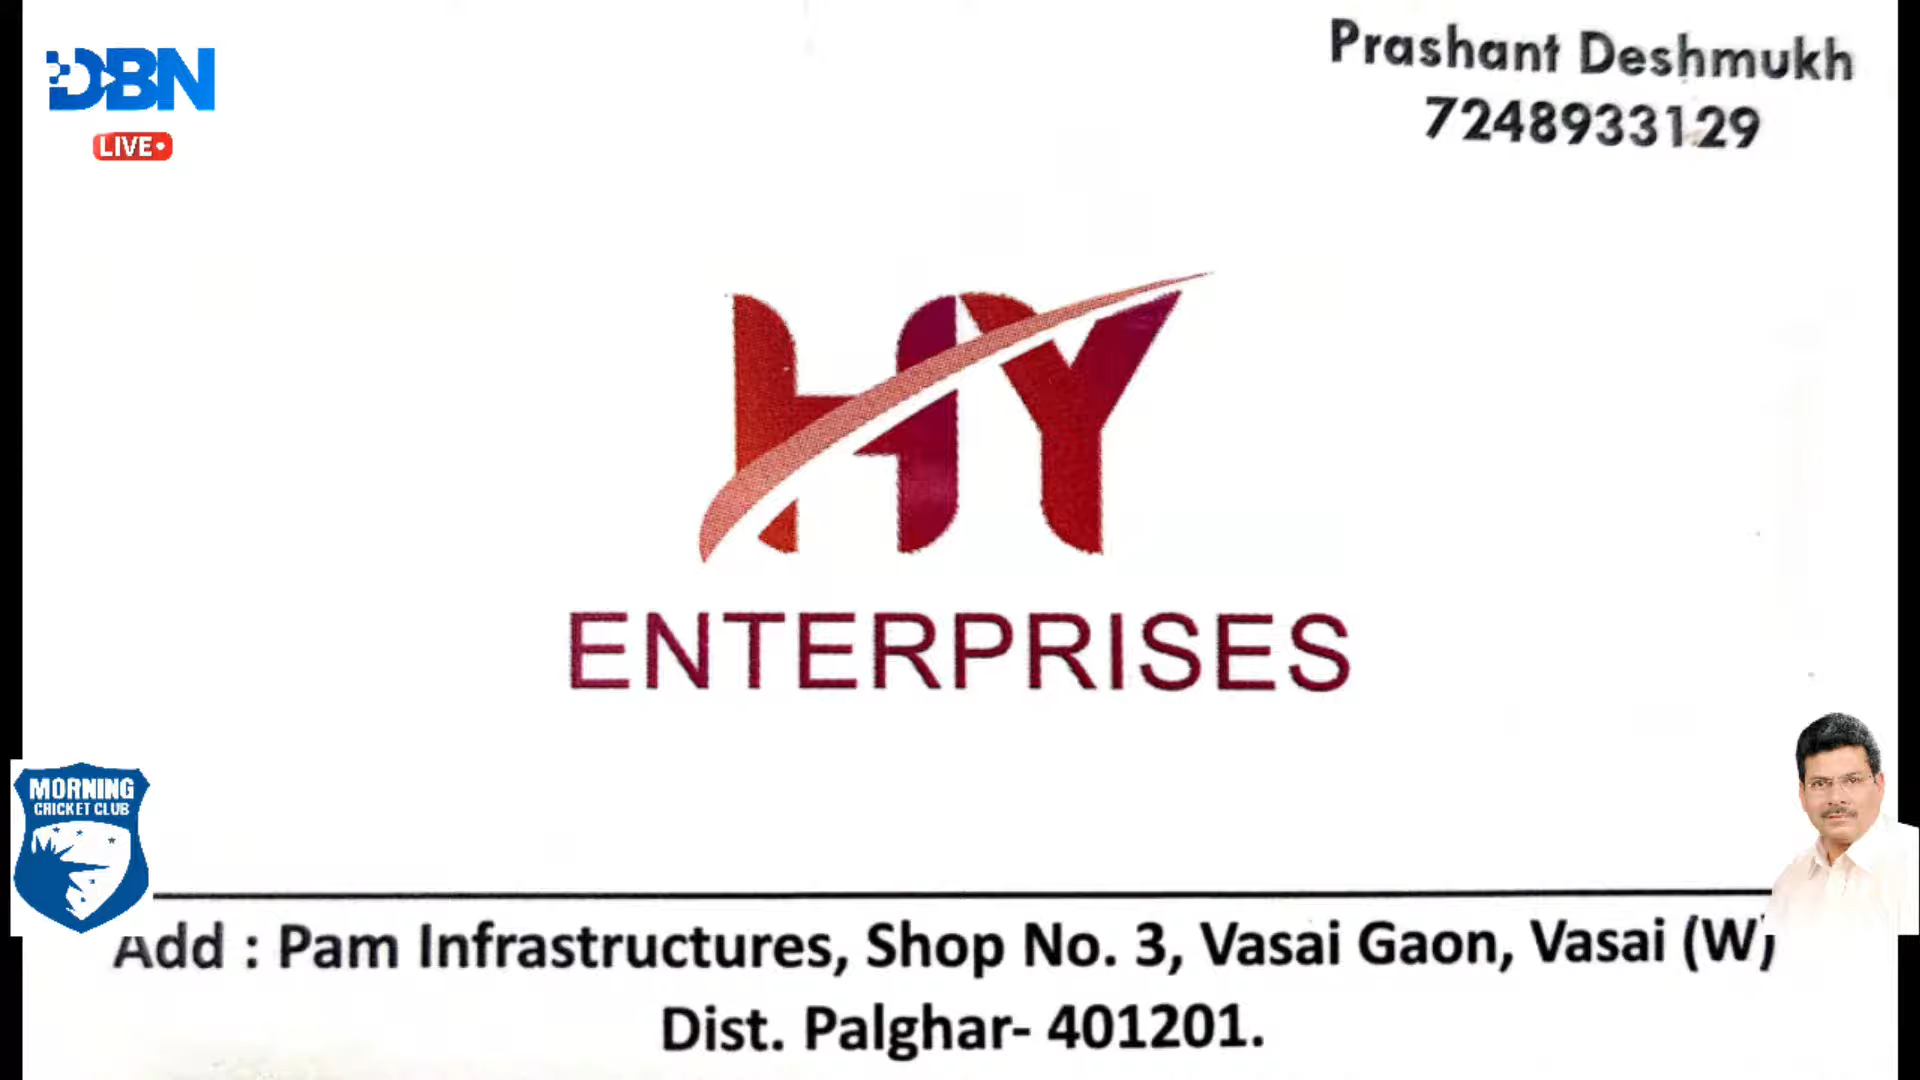 DBN
LIVE
Prashant Deshmukh
7248933129
HY
ENTERPRISES
MORNING
CRICKET CLUB
Add : Pam Infrastructures, Shop No. 3, Vasai Gaon, Vasai (W)
Dist. Palghar- 401201.